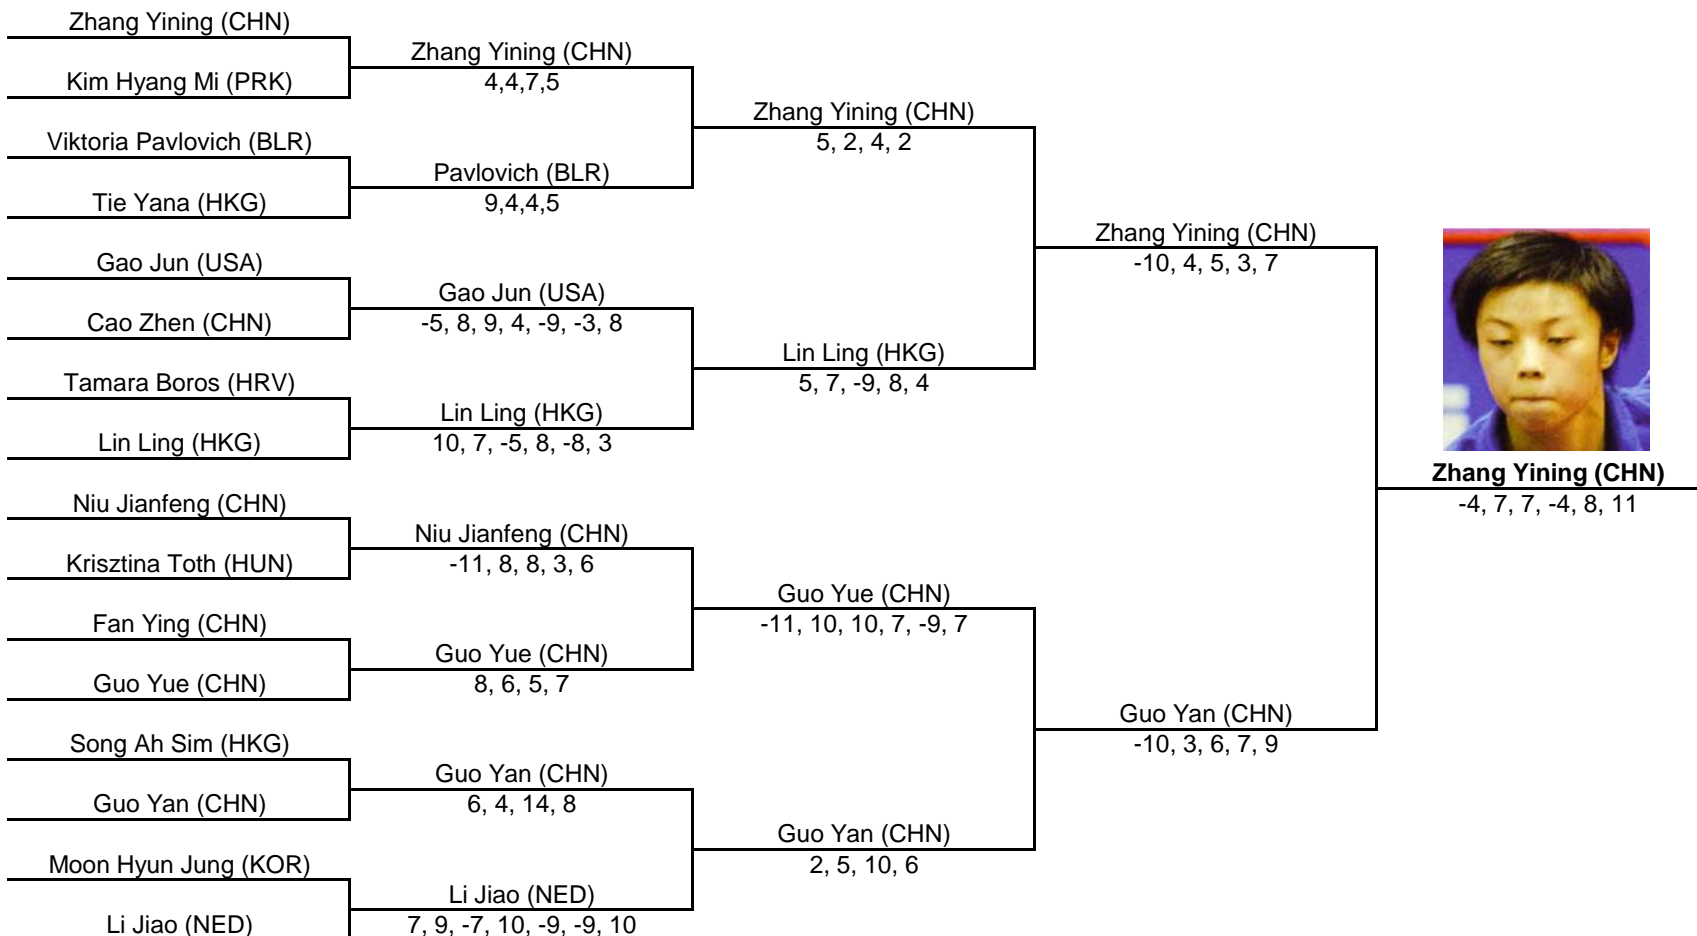 Zhang Yining (CHN)
Kim Hyang Mi (PRK)
Viktoria Pavlovich (BLR)
Tie Yana (HKG)
Gao Jun (USA)
Cao Zhen (CHN)
Tamara Boros (HRV)
Lin Ling (HKG)
Niu Jianfeng (CHN)
Krisztina Toth (HUN)
Fan Ying (CHN)
Guo Yue (CHN)
Song Ah Sim (HKG)
Guo Yan (CHN)
Moon Hyun Jung (KOR)
Li Jiao (NED)
Zhang Yining (CHN)
4,4,7,5
Pavlovich (BLR)
9,4,4,5
Gao Jun (USA)
-5, 8, 9, 4, -9, -3, 8
Lin Ling (HKG)
10, 7, -5, 8, -8, 3
Niu Jianfeng (CHN)
-11, 8, 8, 3, 6
Guo Yue (CHN)
8, 6, 5, 7
Guo Yan (CHN)
6, 4, 14, 8
Li Jiao (NED)
7, 9, -7, 10, -9, -9, 10
Zhang Yining (CHN)
5, 2, 4, 2
Lin Ling (HKG)
5, 7, -9, 8, 4
Guo Yue (CHN)
-11, 10, 10, 7, -9, 7
Guo Yan (CHN)
2, 5, 10, 6
Zhang Yining (CHN)
-10, 4, 5, 3, 7
Guo Yan (CHN)
-10, 3, 6, 7, 9
Zhang Yining (CHN)
-4, 7, 7, -4, 8, 11